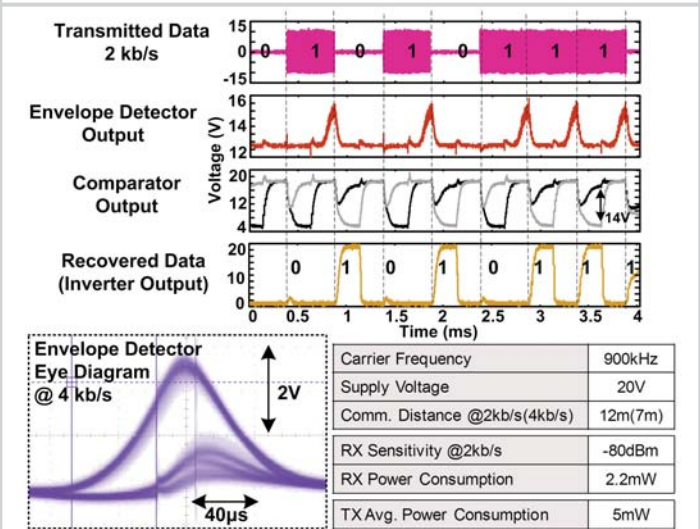 Transmitted Data
2 kb/s
15
0
-15
0 1 0 1 0 1 1 1
Envelope Detector
Output
16
14
12
Voltage (V)
Comparator
Output
20
12
4
14V
Recovered Data
(Inverter Output)
20
10
0
0 1 0 1 0 1 1 1
0 0.5 1 1.5 2 2.5 3 3.5 4
Time (ms)
Envelope Detector
Eye Diagram
@ 4 kb/s
2V
40µs
Carrier Frequency 900kHz
Supply Voltage 20V
Comm. Distance @2kb/s(4kb/s) 12m(7m)
RX Sensitivity @2kb/s -80dBm
RX Power Consumption 2.2mW
TX Avg. Power Consumption 5mW